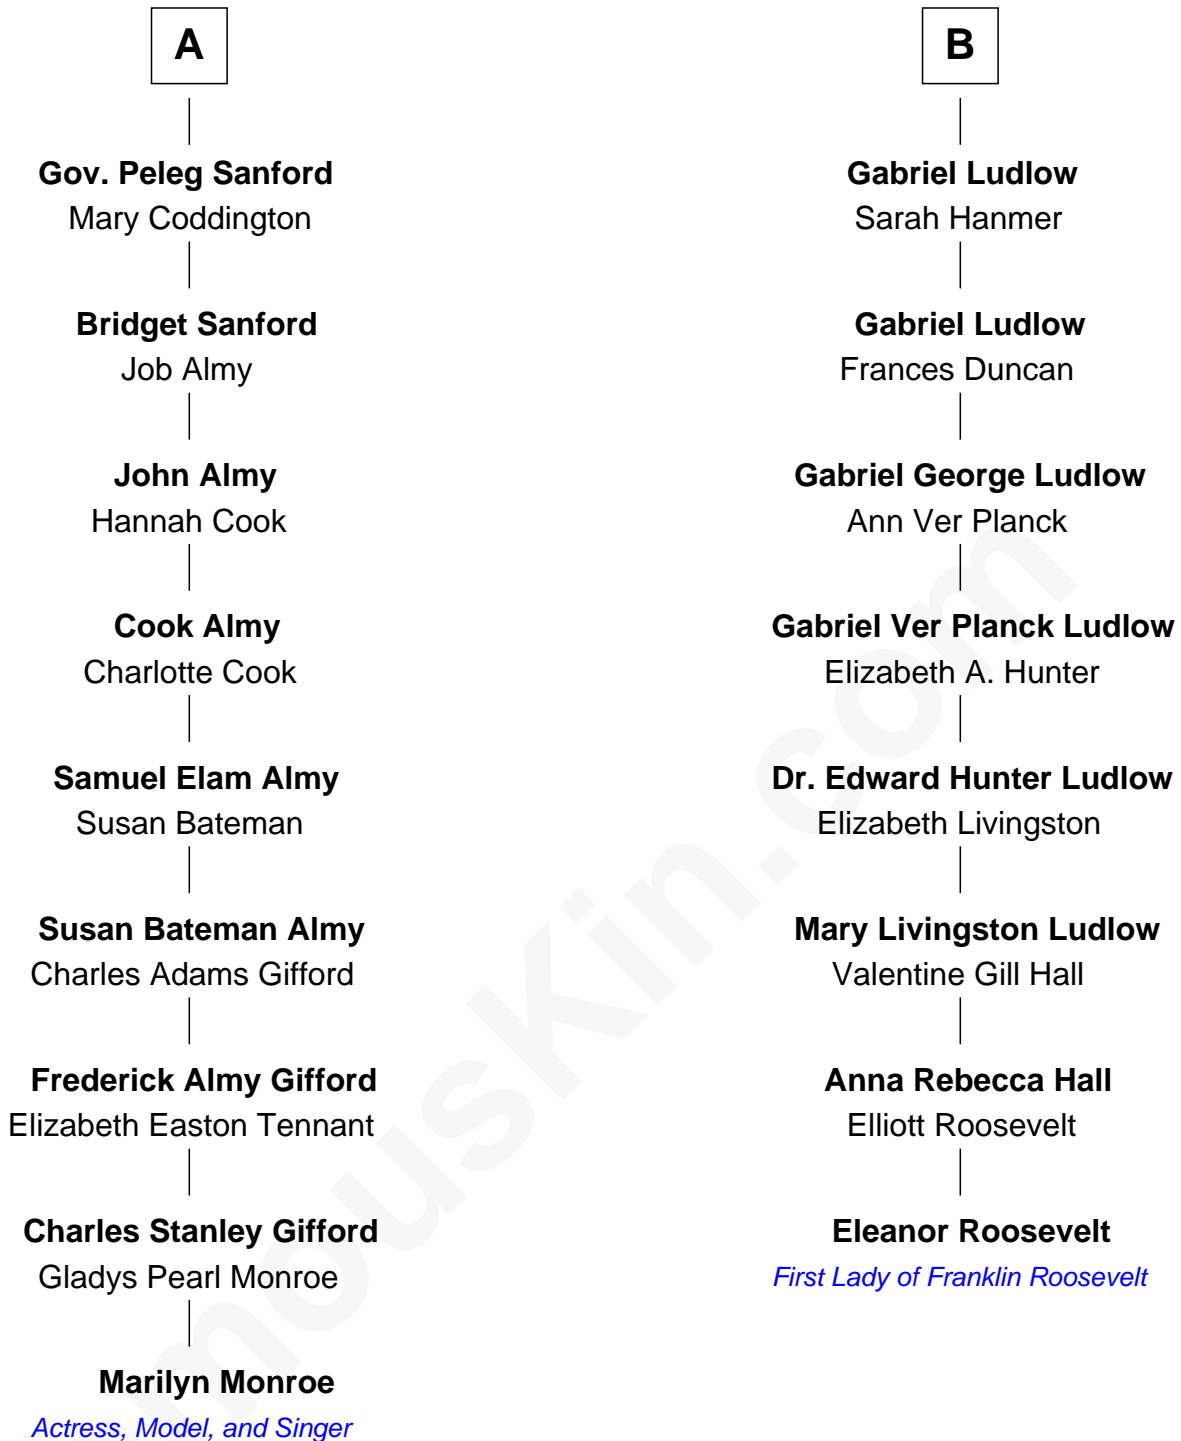 A
Gov. Peleg Sanford
Mary Coddington
Bridget Sanford
Job Almy
John Almy
Hannah Cook
Cook Almy
Charlotte Cook
Samuel Elam Almy
Susan Bateman
Susan Bateman Almy
Charles Adams Gifford
Frederick Almy Gifford
Elizabeth Easton Tennant
Charles Stanley Gifford
Gladys Pearl Monroe
Marilyn Monroe
Actress, Model, and Singer
B
Gabriel Ludlow
Sarah Hanmer
Gabriel Ludlow
Frances Duncan
Gabriel George Ludlow
Ann Ver Planck
Gabriel Ver Planck Ludlow
Elizabeth A. Hunter
Dr. Edward Hunter Ludlow
Elizabeth Livingston
Mary Livingston Ludlow
Valentine Gill Hall
Anna Rebecca Hall
Elliott Roosevelt
Eleanor Roosevelt
First Lady of Franklin Roosevelt
mousKin.com